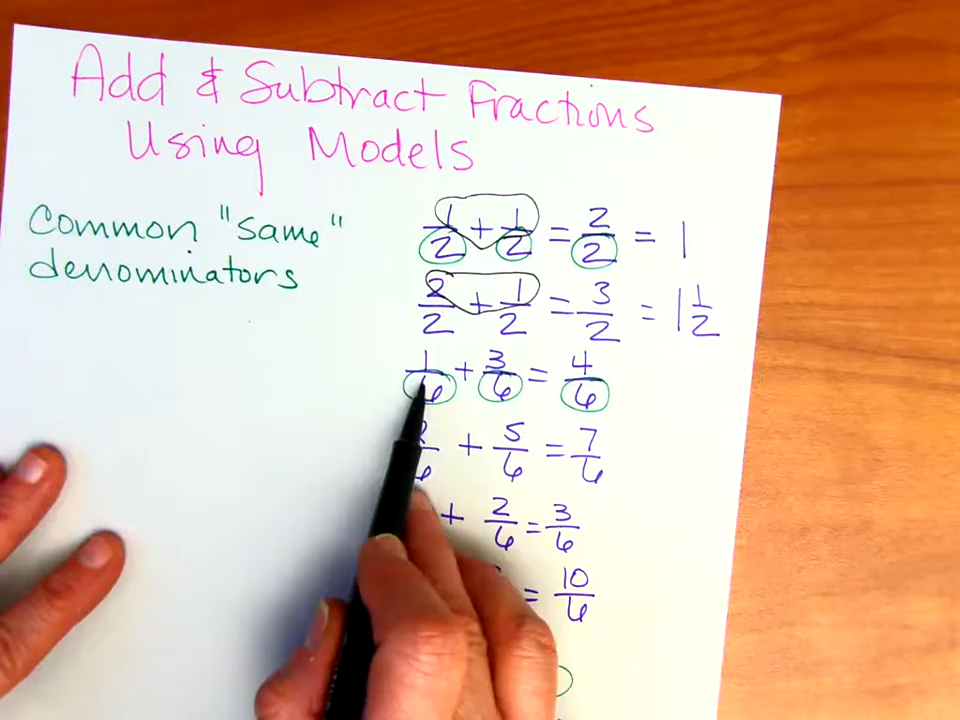 Add & Subtract Fractions
Using Models
Common "same"
denominators
1/2 + 1/2 = 2/2 = 1
2/2 + 1/2 = 3/2 = 1 1/2
1/6 + 3/6 = 4/6
2/6 + 5/6 = 7/6
+ 2/6 = 3/6
= 10/6